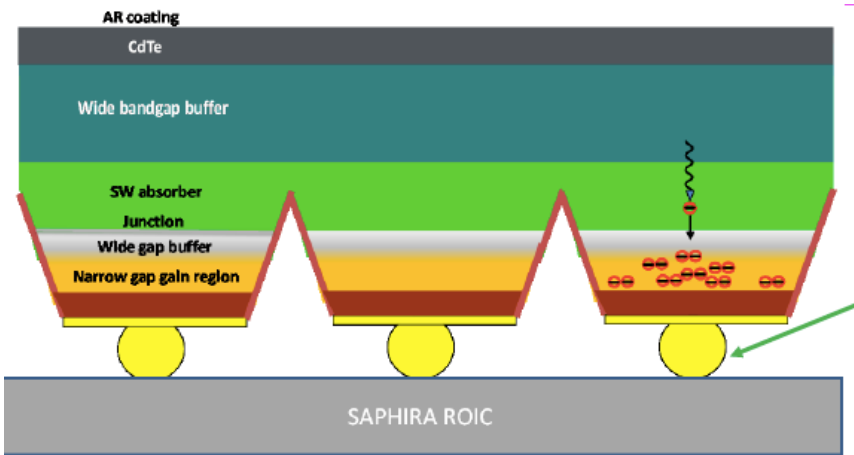 AR coating
CdTe
Wide bandgap buffer
SW absorber
Junction
Wide gap buffer
Narrow gap gain region
SAPHIRA ROIC